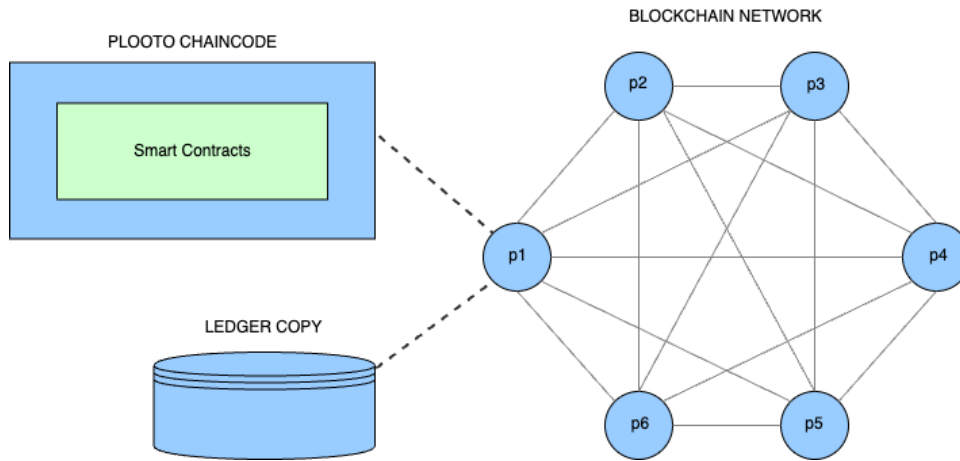 BLOCKCHAIN NETWORK
PLOOTO CHAINCODE
p2
p3
Smart Contracts
p1
p4
LEDGER COPY
p6
p5